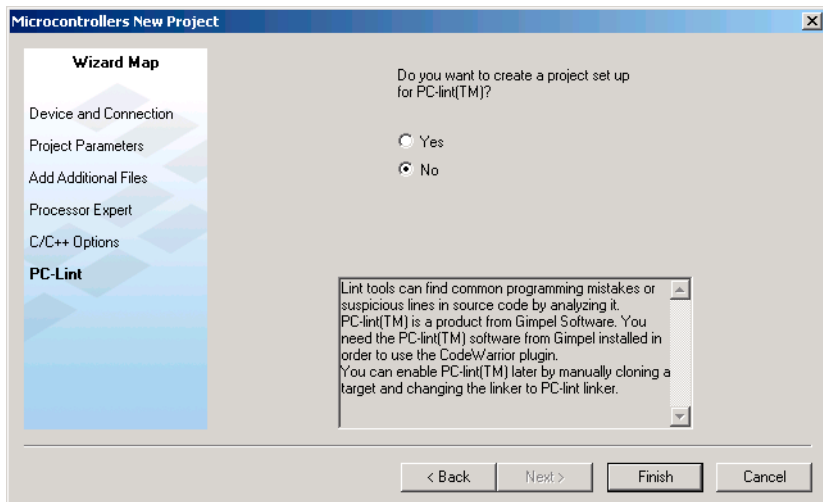 Microcontrollers New Project
Wizard Map
Device and Connection
Project Parameters
Add Additional Files
Processor Expert
C/C++ Options
PC-Lint
Do you want to create a project set up
for PC-lint(TM)?
Yes
No
Lint tools can find common programming mistakes or
suspicious lines in source code by analyzing it.
PC-lint(TM) is a product from Gimpel Software. You
need the PC-lint(TM) software from Gimpel installed in
order to use the CodeWarrior plugin.
You can enable PC-lint(TM) later by manually cloning a
target and changing the linker to PC-lint linker.
< Back
Next >
Finish
Cancel